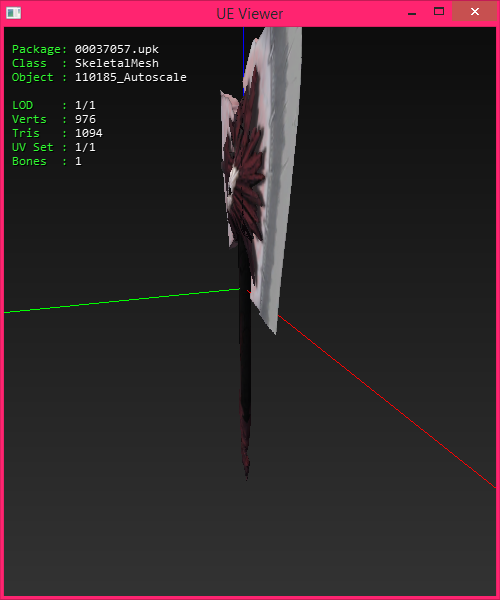 UE Viewer
Package: 00037057.upk
Class  : SkeletalMesh
Object : 110185_Autoscale
LOD    : 1/1
Verts  : 976
Tris   : 1094
UV Set : 1/1
Bones  : 1